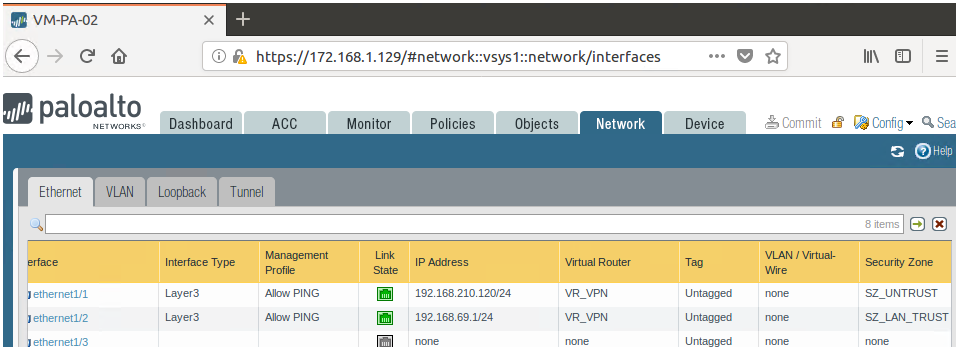 VM-PA-02
https://172.168.1.129/#network::vsys1::network/interfaces
paloalto
NETWORKS®
Dashboard ACC Monitor Policies Objects Network Device Commit Config Sea
Help
Ethernet VLAN Loopback Tunnel
8 items
erface Interface Type Management Profile Link State IP Address Virtual Router Tag VLAN / Virtual-Wire Security Zone
ethernet1/1 Layer3 Allow PING 192.168.210.120/24 VR_VPN Untagged none SZ_UNTRUST
ethernet1/2 Layer3 Allow PING 192.168.69.1/24 VR_VPN Untagged none SZ_LAN_TRUST
ethernet1/3 none none Untagged none none